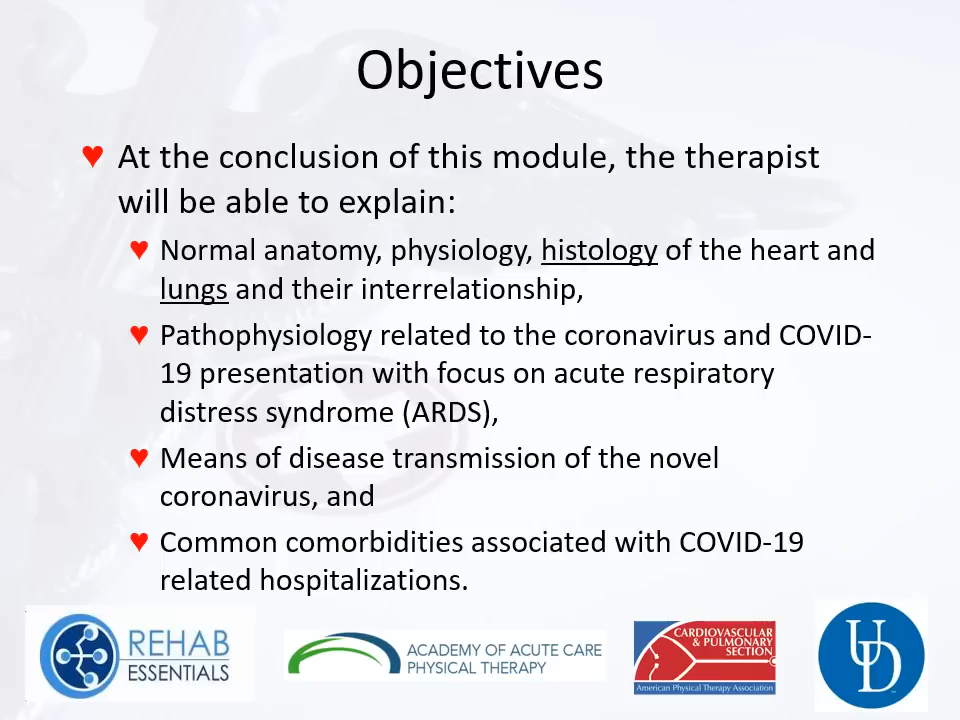 Objectives
♥ At the conclusion of this module, the therapist
will be able to explain:
♥ Normal anatomy, physiology, histology of the heart and
lungs and their interrelationship,
♥ Pathophysiology related to the coronavirus and COVID-
19 presentation with focus on acute respiratory
distress syndrome (ARDS),
♥ Means of disease transmission of the novel
coronavirus, and
♥ Common comorbidities associated with COVID-19
related hospitalizations.
REHAB
ESSENTIALS
ACADEMY OF ACUTE CARE
PHYSICAL THERAPY
CARDIOVASCULAR
& PULMONARY
SECTION
American Physical Therapy Association
UD